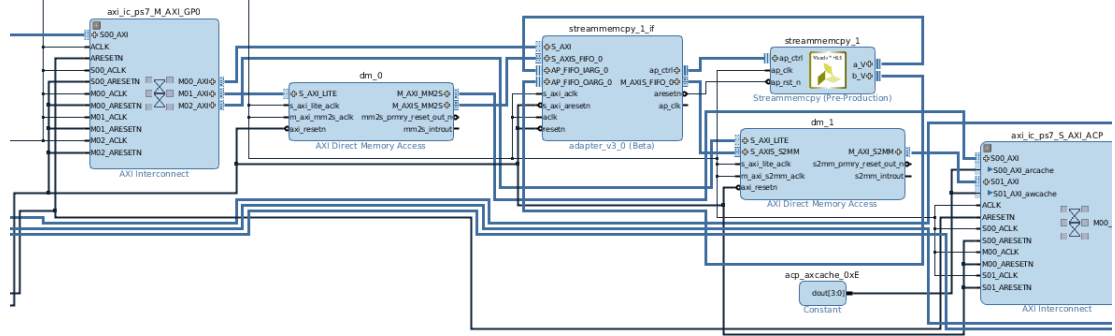 axi_ic_ps7_M_AXI_GP0
S00_AXI
ACLK
ARESETN
S00_ACLK
S00_ARESETN
M00_ACLK
M00_ARESETN
M01_ACLK
M01_ARESETN
M02_ACLK
M02_ARESETN
M00_AXI
M01_AXI
M02_AXI
AXI Interconnect
dm_0
S_AXI_LITE
s_axi_lite_aclk
m_axi_mm2s_aclk
axi_resetn
M_AXI_MM2S
M_AXIS_MM2S
mm2s_prmry_reset_out_n
mm2s_introut
AXI Direct Memory Access
streammemcpy_1_if
S_AXI
S_AXIS_FIFO_0
AP_FIFO_IARG_0
AP_FIFO_OARG_0
s_axi_aclk
s_axi_aresetn
aclk
resetn
ap_ctrl
M_AXIS_FIFO_0
aresetn
ap_clk
adapter_v3_0 (Beta)
streammemcpy_1
ap_ctrl
ap_clk
ap_rst_n
a_V
b_V
Streammemcpy (Pre-Production)
dm_1
S_AXI_LITE
S_AXIS_S2MM
s_axi_lite_aclk
m_axi_s2mm_aclk
axi_resetn
M_AXI_S2MM
s2mm_prmry_reset_out_n
s2mm_introut
AXI Direct Memory Access
acp_axcache_0xE
dout[3:0]
Constant
axi_ic_ps7_S_AXI_ACP
S00_AXI
S00_AXI_arcache
S01_AXI
S01_AXI_awcache
ACLK
ARESETN
S00_ACLK
S00_ARESETN
M00_ACLK
M00_ARESETN
S01_ACLK
S01_ARESETN
M00_
AXI Interconnect